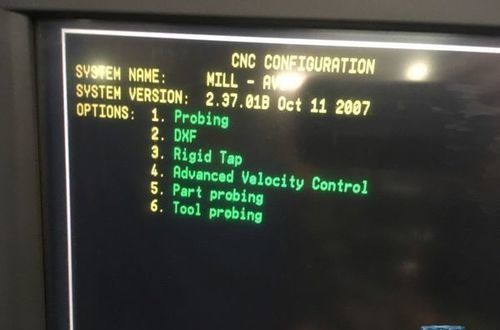 CNC CONFIGURATION
SYSTEM NAME: MILL -
SYSTEM VERSION: 2.37.01B Oct 11 2007
OPTIONS: 1. Probing
2. DXF
3. Rigid Tap
4. Advanced Velocity Control
5. Part probing
6. Tool probing